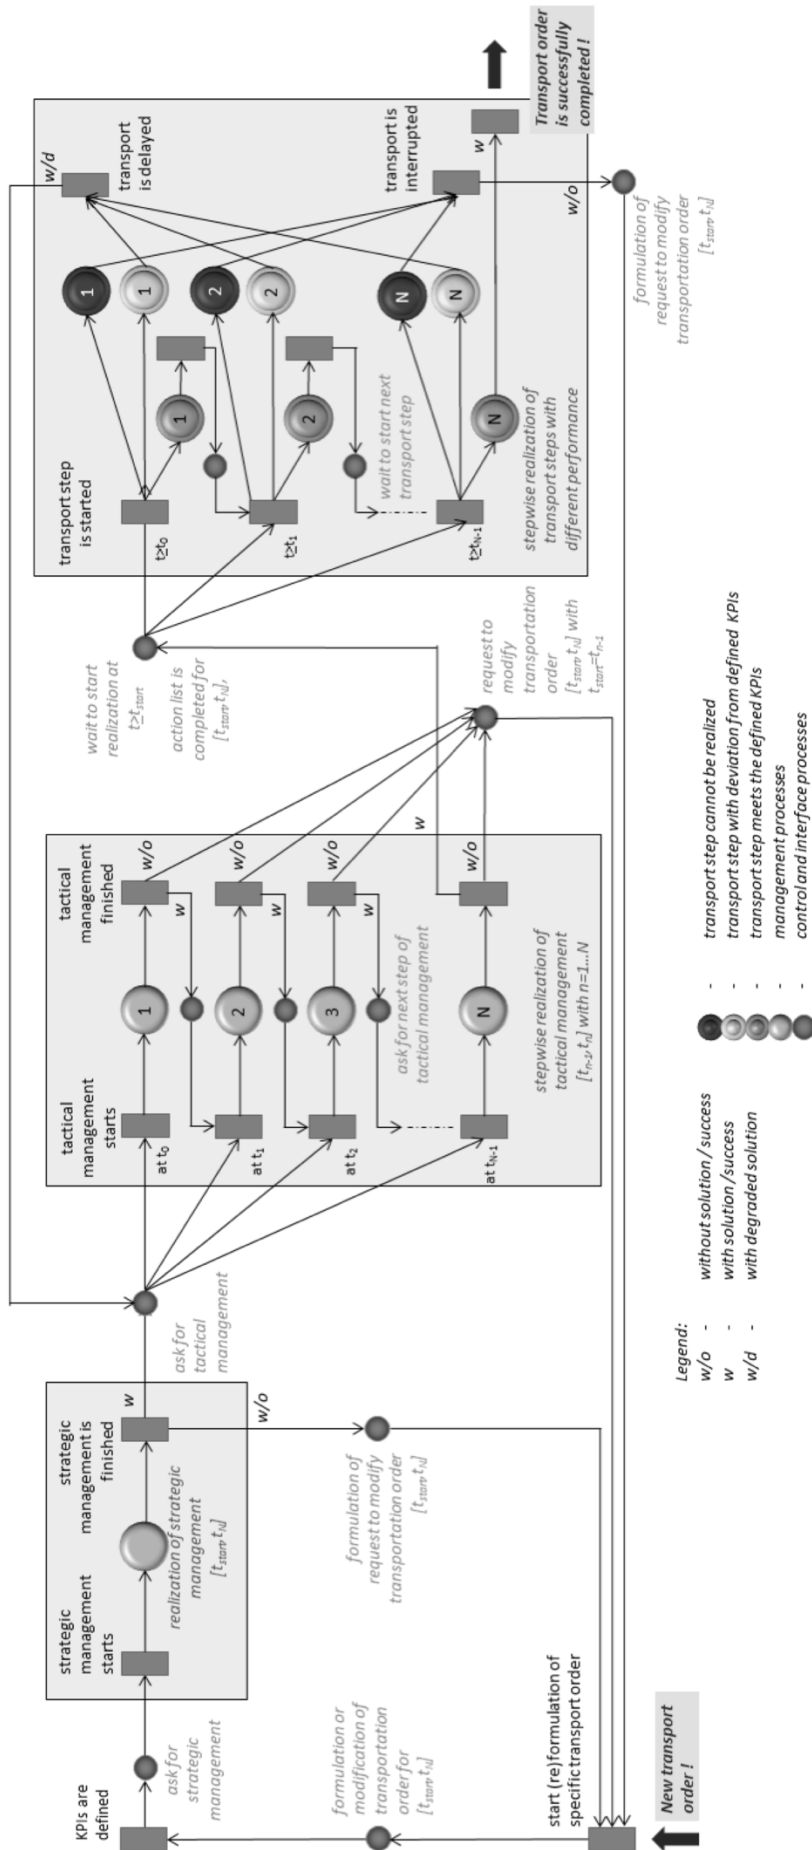 New transport
order !
start (re)formulation of
specific transport order
formulation or
modification of
transportation
order for
[tstart, tN]
KPIs are
defined
ask for
strategic
management
strategic
management
starts
realization of strategic
management
[tstart, tN]
strategic
management is
finished
w
w/o
formulation of
request to modify
transportation order
[tstart, tN]
ask for
tactical
management
tactical
management
starts
at t0
at t1
at t2
at tN-1
1
2
3
N
ask for next step of
tactical management
stepwise realization of
tactical management
[tn-1, tn] with n=1...N
tactical
management
finished
w/o
w
w/o
w
w/o
w
w/o
w
request to
modify
transportation
order
[tstart, tN] with
tstart=tn-1
wait to start
realization at
t≥tstart
action list is
completed for
[tstart, tN],
transport step
is started
t≥t0
t≥t1
t≥tN-1
1
1
1
2
2
2
N
N
N
wait to start next
transport step
stepwise realization of
transport steps with
different performance
w/d
transport
is delayed
transport is
interrupted
w
w/o
formulation of
request to modify
transportation order
[tstart, tN]
Transport order
is successfully
completed !
Legend:
w/o - without solution / success
w - with solution /success
w/d - with degraded solution
- transport step cannot be realized
- transport step with deviation from defined KPIs
- transport step meets the defined KPIs
- management processes
- control and interface processes